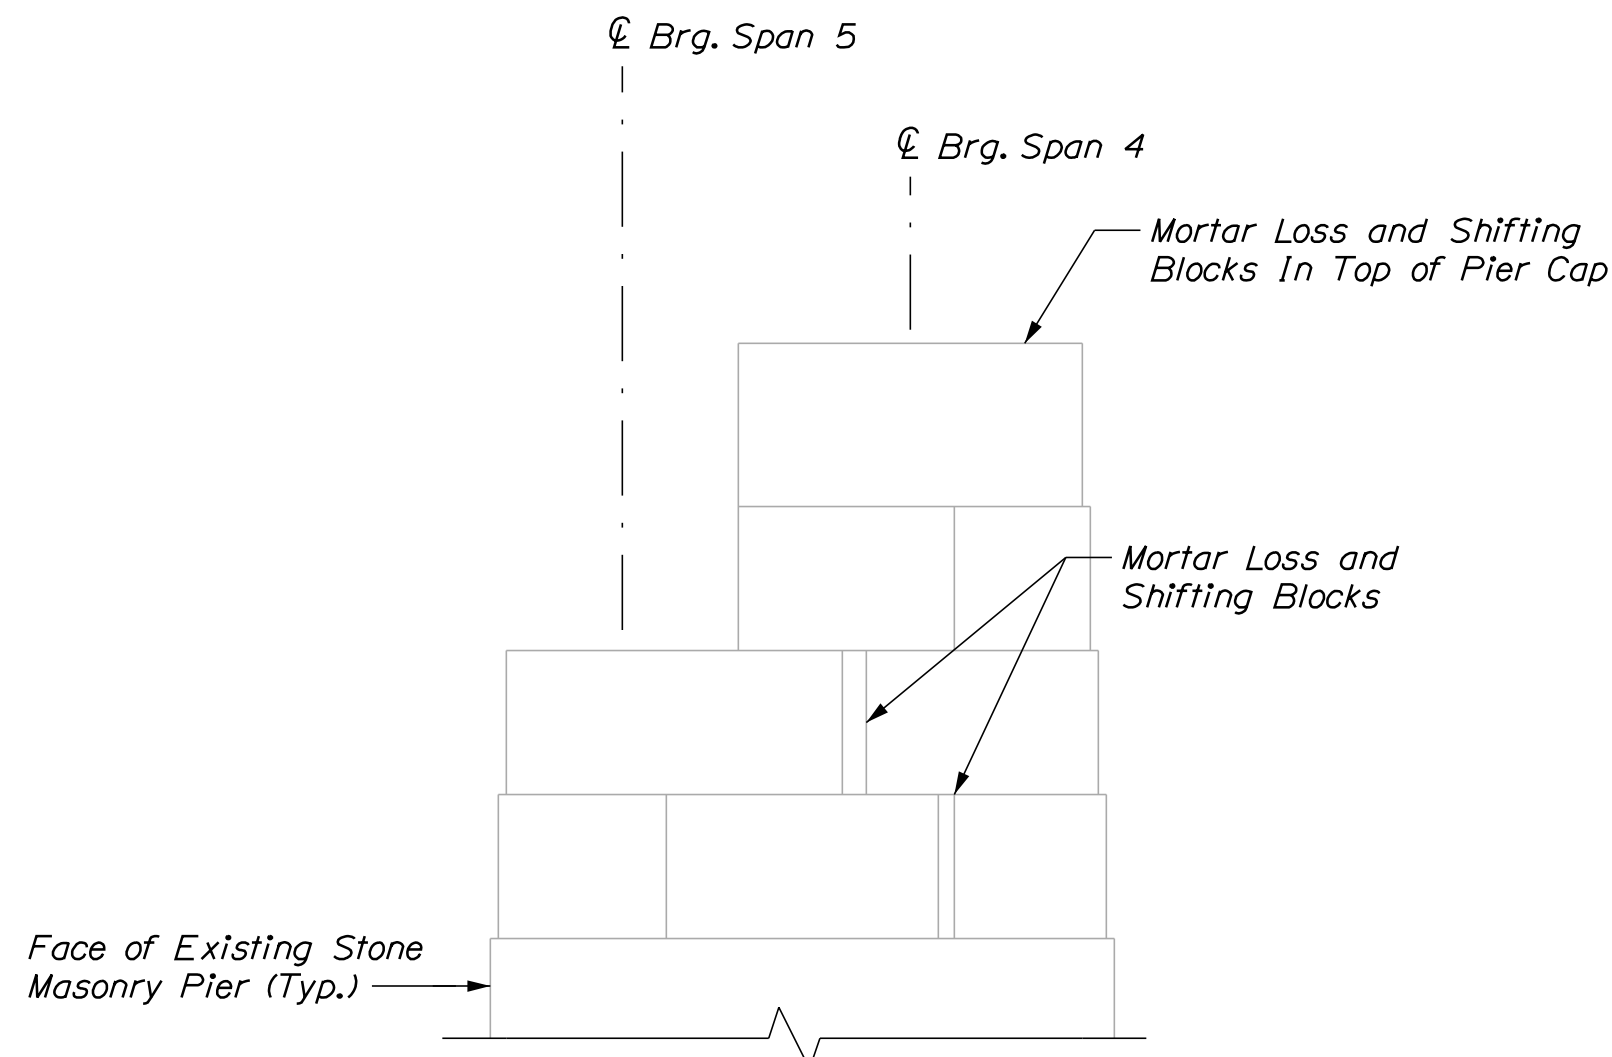 ℄ Brg. Span 5
℄ Brg. Span 4
Mortar Loss and Shifting
Blocks In Top of Pier Cap
Mortar Loss and
Shifting Blocks
Face of Existing Stone
Masonry Pier (Typ.)